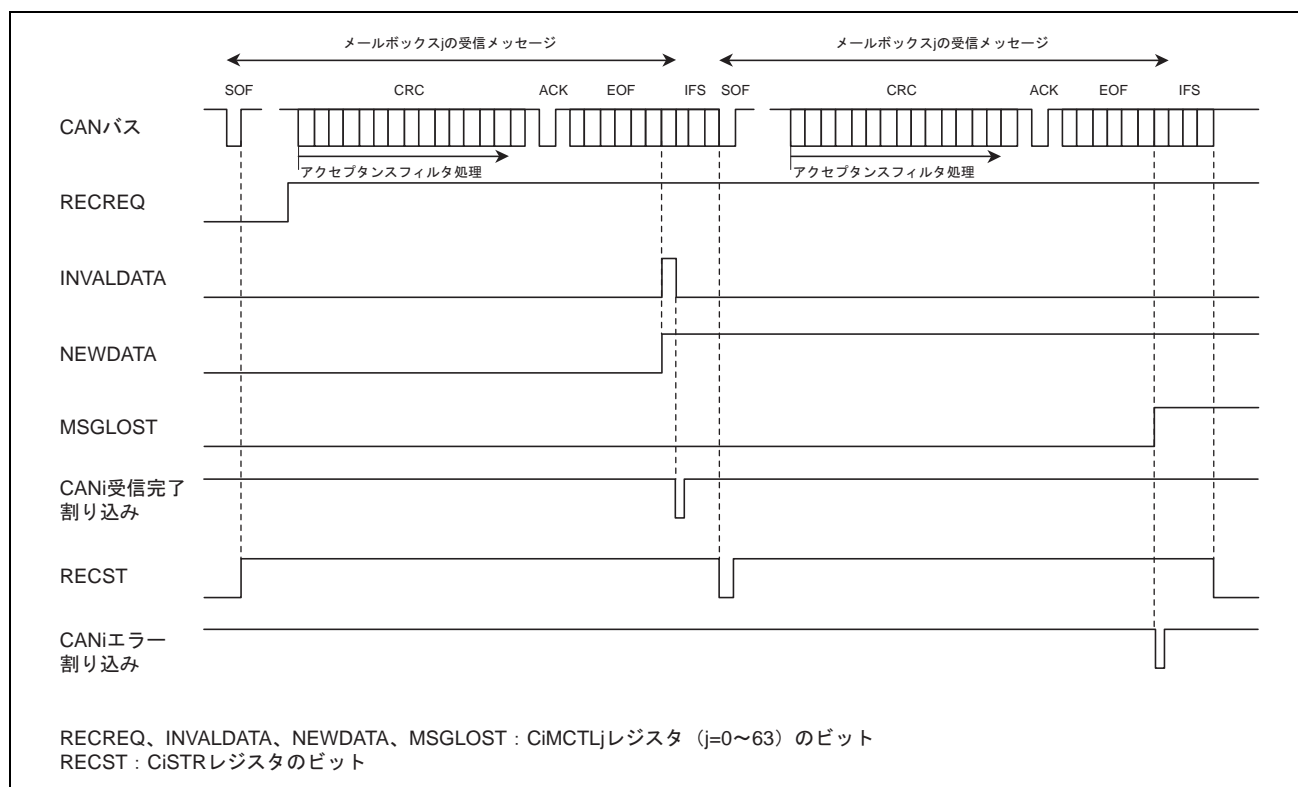 メールボックスjの受信メッセージ メールボックスjの受信メッセージ
SOF CRC ACK EOF IFS SOF CRC ACK EOF IFS
CANバス
アクセプタンスフィルタ処理 アクセプタンスフィルタ処理
RECREQ
INVALDATA
NEWDATA
MSGLOST
CANi受信完了
割り込み
RECST
CANiエラー
割り込み
RECREQ、INVALDATA、NEWDATA、MSGLOST：CiMCTLjレジスタ（j=0～63）のビット
RECST：CiSTRレジスタのビット